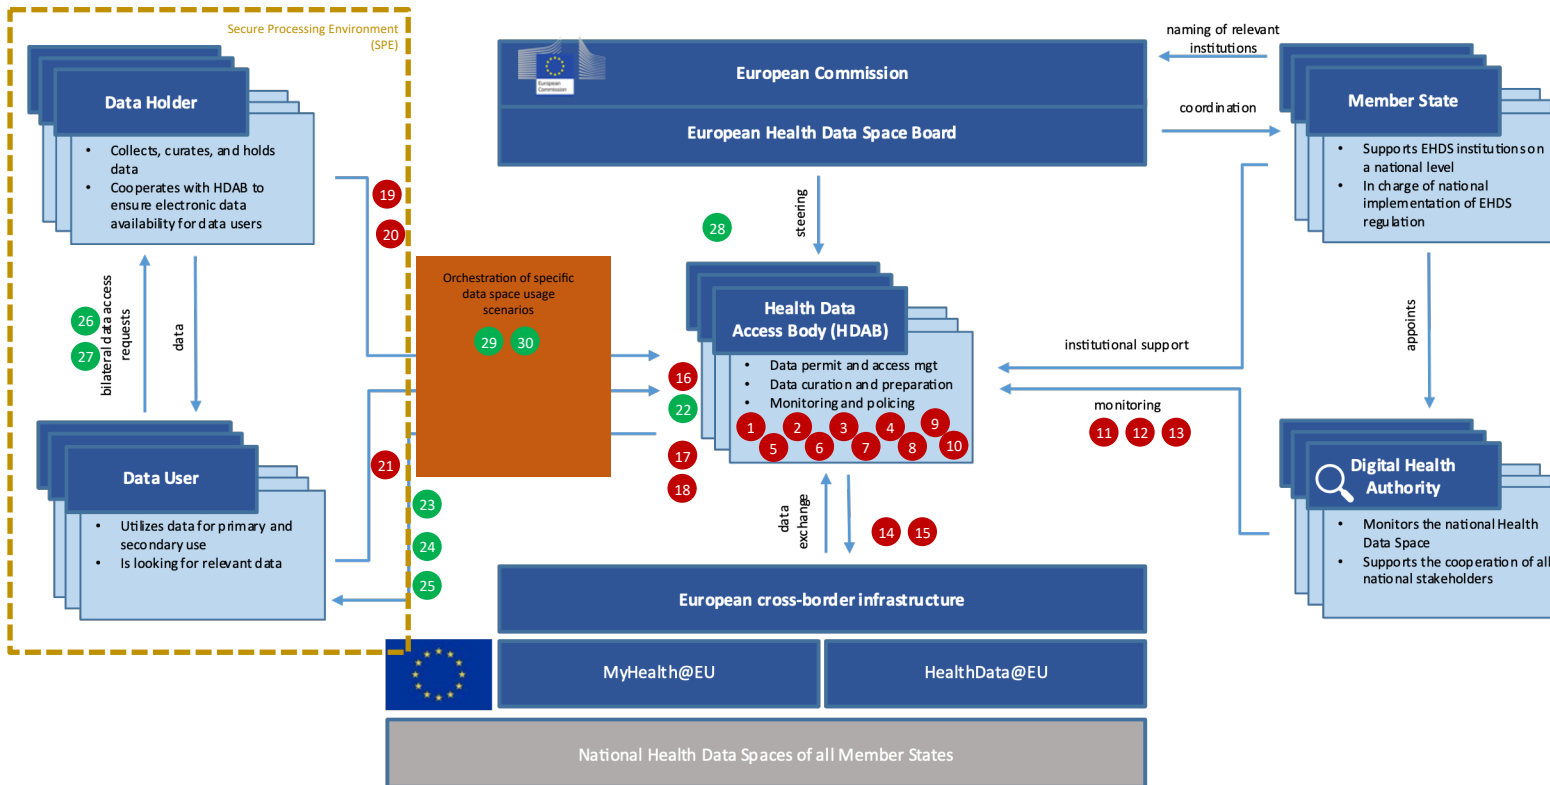 Secure Processing Environment
(SPE)
Data Holder
• Collects, curates, and holds
data
• Cooperates with HDAB to
ensure electronic data
availability for data users
19
20
26
27
bilateral data access
requests
data
Data User
• Utilizes data for primary and
secondary use
• Is looking for relevant data
21
23
24
25
Orchestration of specific
data space usage
scenarios
29 30
European
Commission
European Commission
European Health Data Space Board
steering
28
naming of relevant
institutions
coordination
Member State
• Supports EHDS institutions on
a national level
• In charge of national
implementation of EHDS
regulation
appoints
Health Data
Access Body (HDAB)
• Data permit and access mgt
• Data curation and preparation
• Monitoring and policing
1 2 3 4 9
5 6 7 8 10
16
22
17
18
institutional support
monitoring
11 12 13
Digital Health
Authority
• Monitors the national Health
Data Space
• Supports the cooperation of all
national stakeholders
data
exchange
14 15
European cross-border infrastructure
MyHealth@EU
HealthData@EU
National Health Data Spaces of all Member States